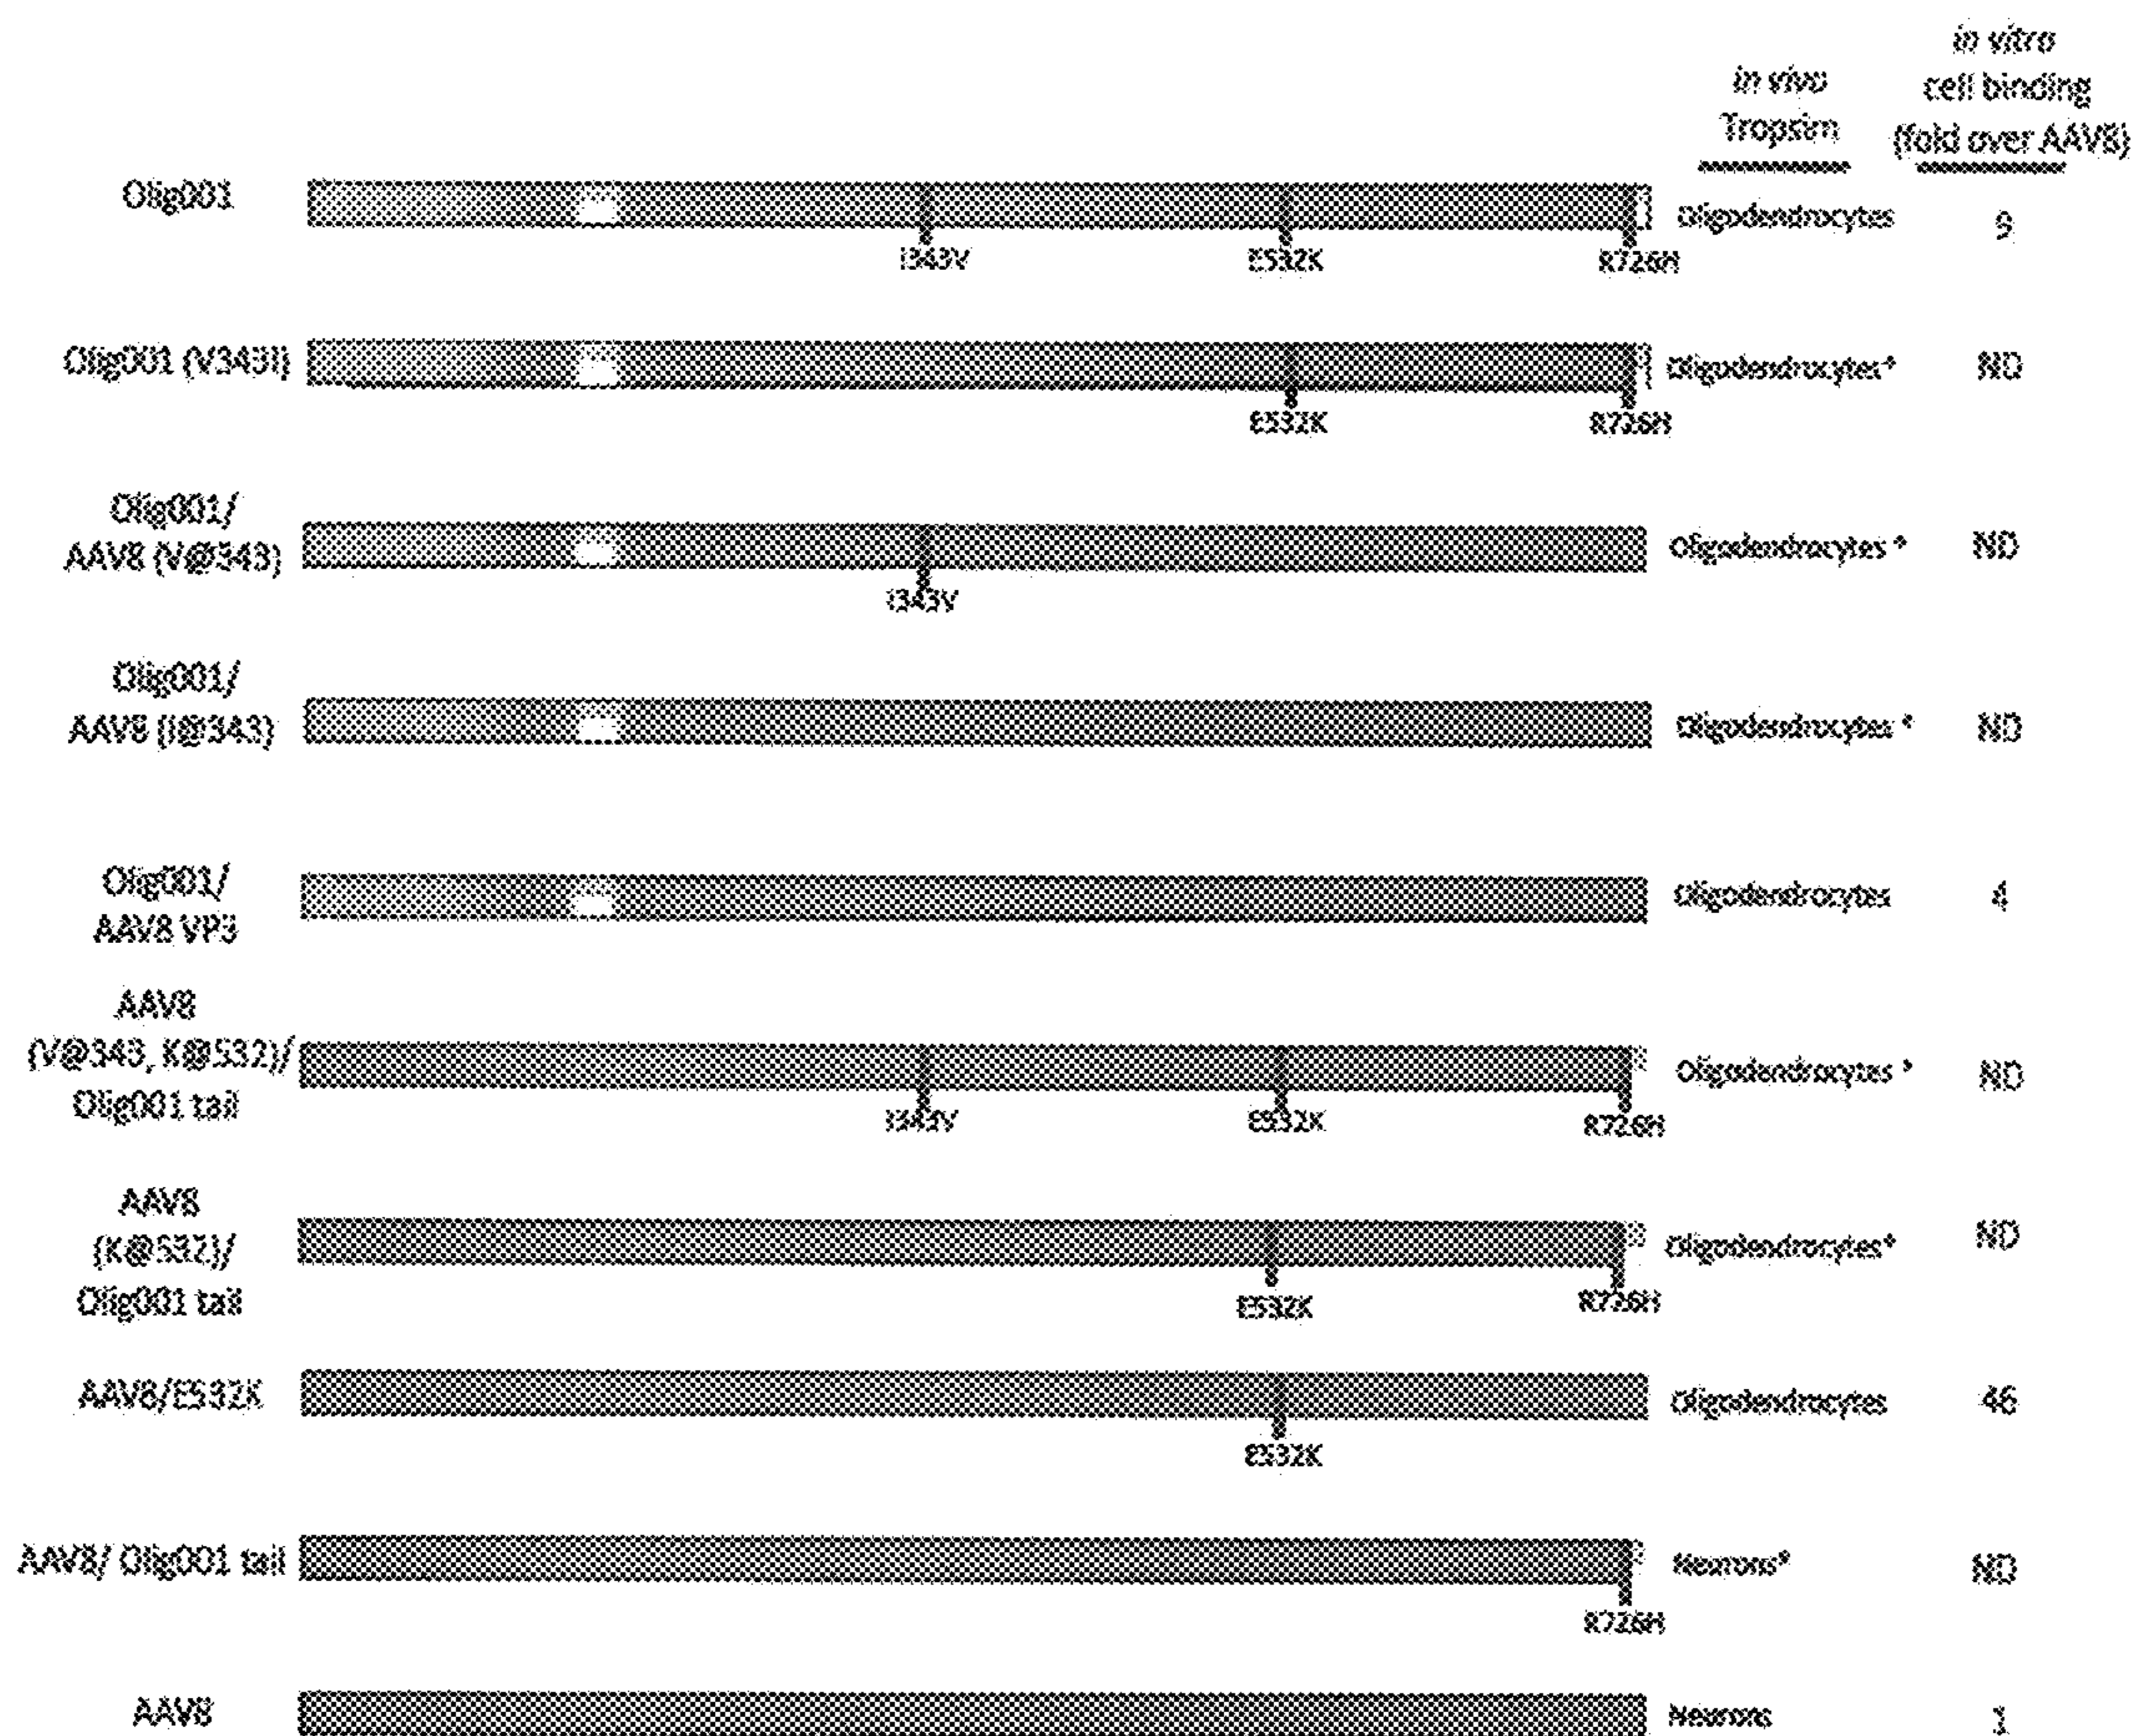 in vivo
Tropsim
in vitro
cell binding
(fold over AAV8)
Olig001
I343V
E532K
R726H
Oligodendrocytes
9
Olig001 (V343I)
E532K
R726H
Oligodendrocytes*
ND
Olig001/
AAV8 (V@343)
I343V
Oligodendrocytes *
ND
Olig001/
AAV8 (I@343)
Oligodendrocytes *
ND
Olig001/
AAV8 VP3
Oligodendrocytes
4
AAV8
(V@343, K@532)/
Olig001 tail
I343V
E532K
R726H
Oligodendrocytes *
ND
AAV8
(K@532)/
Olig001 tail
E532K
R726H
Oligodendrocytes*
ND
AAV8/E532K
E532K
Oligodendrocytes
46
AAV8/ Olig001 tail
R726H
Neurons*
ND
AAV8
Neurons
1